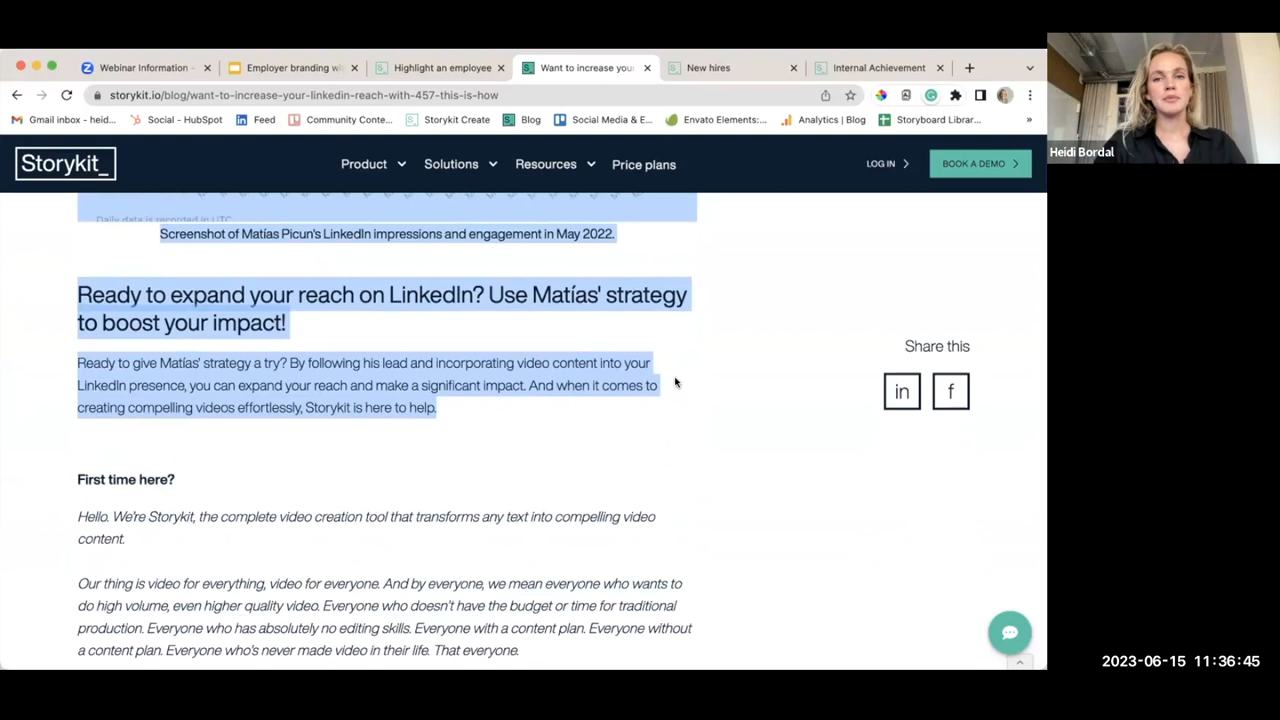 Webinar Information -
Employer branding wi
Highlight an employee
Want to increase your
New hires
Internal Achievement
storykit.io/blog/want-to-increase-your-linkedin-reach-with-457-this-is-how
Gmail inbox - heid...
Social - HubSpot
Feed
Community Conte...
Storykit Create
Blog
Social Media & E...
Envato Elements:...
Analytics | Blog
Storyboard Librar...
»
Heidi Bordal
Storykit_
Product
Solutions
Resources
Price plans
LOG IN
BOOK A DEMO
Daily data is recorded in UTC
Screenshot of Matías Picun's LinkedIn impressions and engagement in May 2022.
Ready to expand your reach on LinkedIn? Use Matías' strategy
to boost your impact!
Ready to give Matías' strategy a try? By following his lead and incorporating video content into your
LinkedIn presence, you can expand your reach and make a significant impact. And when it comes to
creating compelling videos effortlessly, Storykit is here to help.
Share this
in
f
First time here?
Hello. We're Storykit, the complete video creation tool that transforms any text into compelling video
content.
Our thing is video for everything, video for everyone. And by everyone, we mean everyone who wants to
do high volume, even higher quality video. Everyone who doesn't have the budget or time for traditional
production. Everyone who has absolutely no editing skills. Everyone with a content plan. Everyone without
a content plan. Everyone who's never made video in their life. That everyone.
2023-06-15 11:36:45